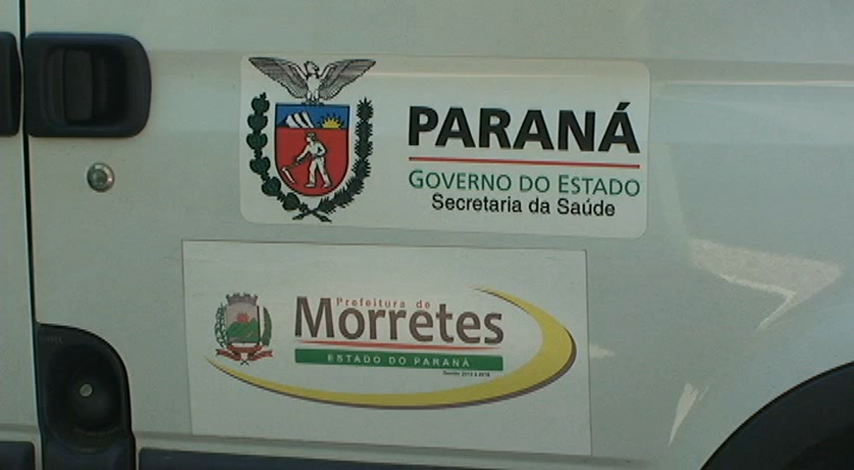 PARANÁ
GOVERNO DO ESTADO
Secretaria da Saúde
Prefeitura de
Morretes
ESTADO DO PARANÁ